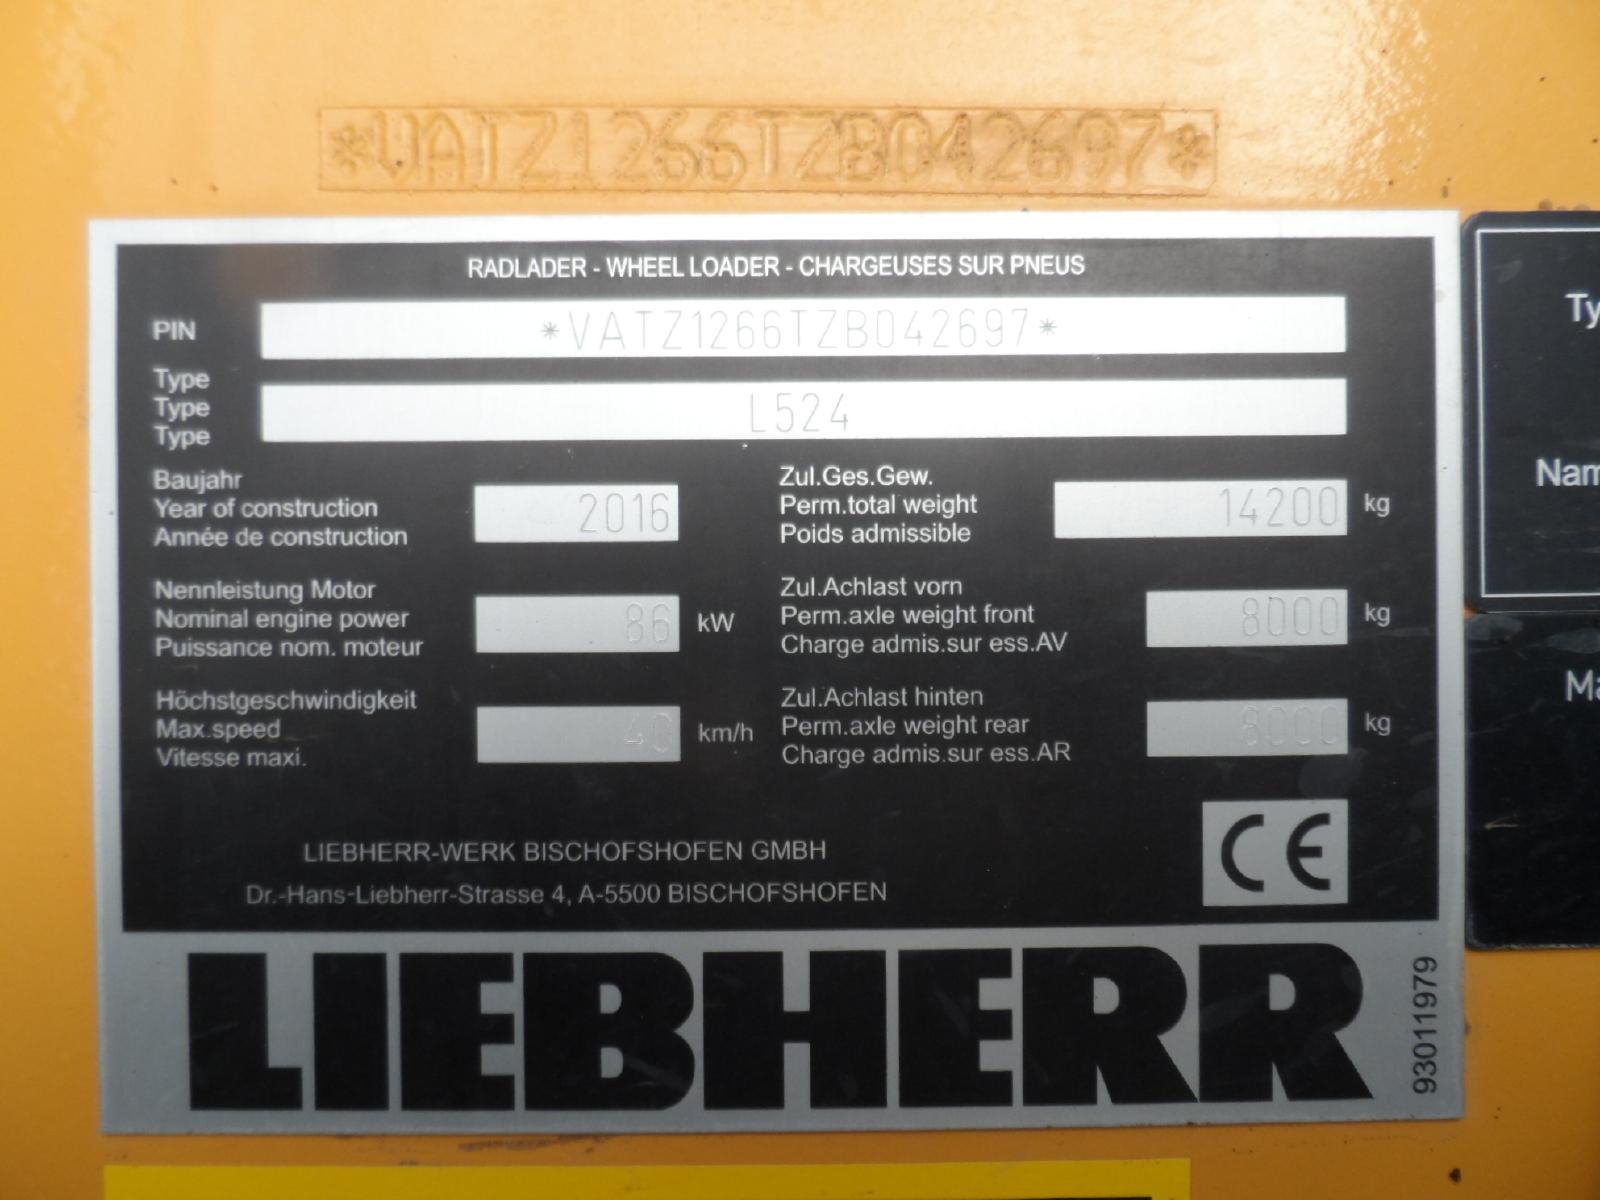 *VATZ1266TZB042697*
RADLADER - WHEEL LOADER - CHARGEUSES SUR PNEUS
PIN *VATZ1266TZB042697*
Type
Type L524
Type
Baujahr
Year of construction 2016
Année de construction
Zul.Ges.Gew.
Perm.total weight 14200 kg
Poids admissible
Nennleistung Motor
Nominal engine power 86 kW
Puissance nom. moteur
Zul.Achlast vorn
Perm.axle weight front 8000 kg
Charge admis.sur ess.AV
Höchstgeschwindigkeit
Max.speed 40 km/h
Vitesse maxi.
Zul.Achlast hinten
Perm.axle weight rear 8000 kg
Charge admis.sur ess.AR
LIEBHERR-WERK BISCHOFSHOFEN GMBH
Dr.-Hans-Liebherr-Strasse 4, A-5500 BISCHOFSHOFEN
CE
LIEBHERR
93011979
Ty
Nam
Ma